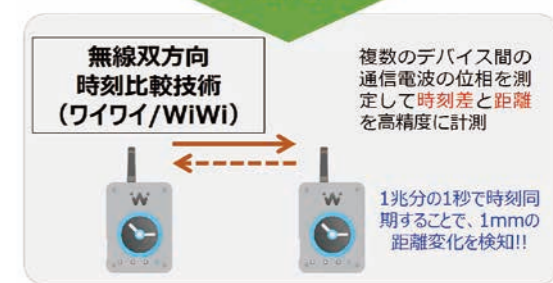 無線双方向
時刻比較技術
（ワイワイ/WiWi）
複数のデバイス間の
通信電波の位相を測
定して時刻差と距離
を高精度に計測
W
W
1兆分の1秒で時刻同
期することで、1mmの
距離変化を検知!!